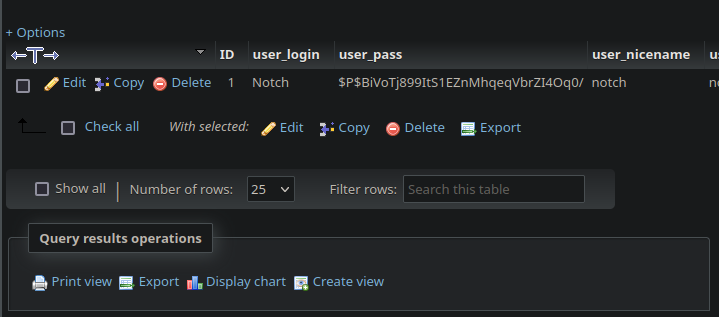 + Options
ID user_login user_pass user_nicename
Edit Copy Delete 1 Notch $P$BiVoTj899ItS1EZnMhqeqVbrZI4Oq0/ notch
Check all With selected: Edit Copy Delete Export
Show all Number of rows: 25 Filter rows: Search this table
Query results operations
Print view Export Display chart Create view